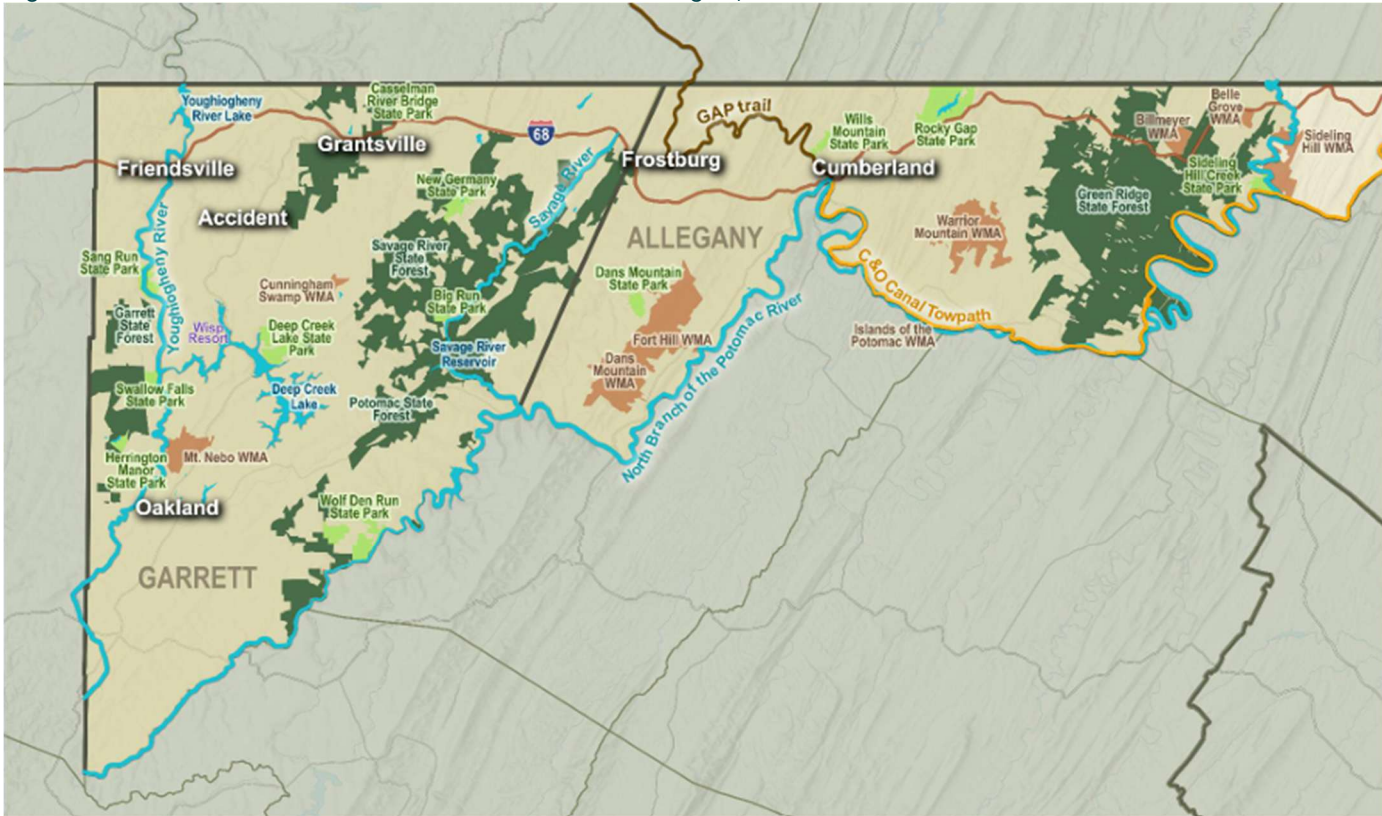 Youghiogheny
River Lake
Casselman
River Bridge
State Park
68
GAP trail
Wills
Mountain
State Park
Rocky Gap
State Park
Belle
Grove
WMA
Billmeyer
WMA
Sideling
Hill WMA
Friendsville
Grantsville
Frostburg
Cumberland
Sideling
Hill Creek
State Park
New Germany
State Park
Savage River
Green Ridge
State Forest
Accident
Youghiogheny River
Savage River
State
Forest
ALLEGANY
Warrior
Mountain WMA
Sang Run
State Park
Cunningham
Swamp WMA
Big Run
State Park
Dans Mountain
State Park
C&O Canal Towpath
Garrett
State
Forest
Wisp
Resort
Deep Creek
Lake State
Park
Savage River
Reservoir
Fort Hill WMA
Islands of the
Potomac WMA
Dans
Mountain
WMA
North Branch of the Potomac River
Swallow Falls
State Park
Deep Creek
Lake
Potomac State
Forest
Herrington
Manor
State Park
Mt. Nebo WMA
Oakland
Wolf Den Run
State Park
GARRETT